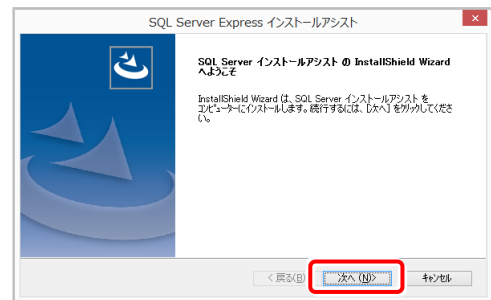 SQL Server Express インストールアシスト
SQL Server インストールアシスト の InstallShield Wizard
へようこそ
InstallShield Wizard は、SQL Server インストールアシスト を
コンピューターにインストールします。続行するには、[次へ] をクリックしてくださ
い。
< 戻る(B)
次へ (N)>
キャンセル